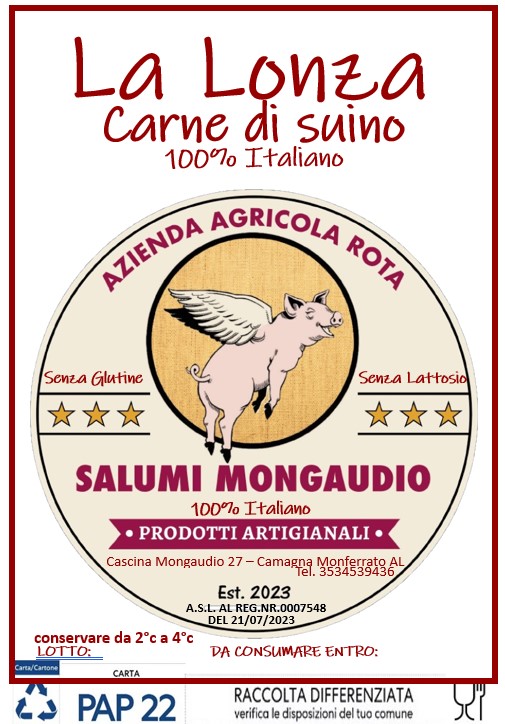 La Lonza
Carne di suino
100% Italiano
AZIENDA AGRICOLA ROTA
Senza Glutine
Senza Lattosio
SALUMI MONGAUDIO
100% Italiano
• PRODOTTI ARTIGIANALI •
Cascina Mongaudio 27 – Camagna Monferrato AL
Tel. 3534539436
Est. 2023
A.S.L. AL REG.NR.0007548
DEL 21/07/2023
conservare da 2°c a 4°c
LOTTO:
DA CONSUMARE ENTRO:
Carta/Cartone
CARTA
PAP 22
RACCOLTA DIFFERENZIATA
verifica le disposizioni del tuo comune